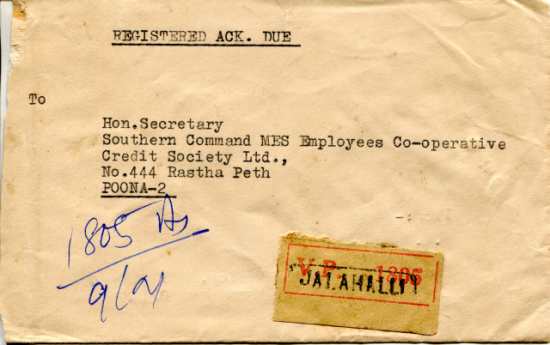 REGISTERED ACK. DUE
To
Hon.Secretary
Southern Command MES Employees Co-operative
Credit Society Ltd.,
No.444 Rastha Peth
POONA-2
1805
V.P.
JALAHALLI